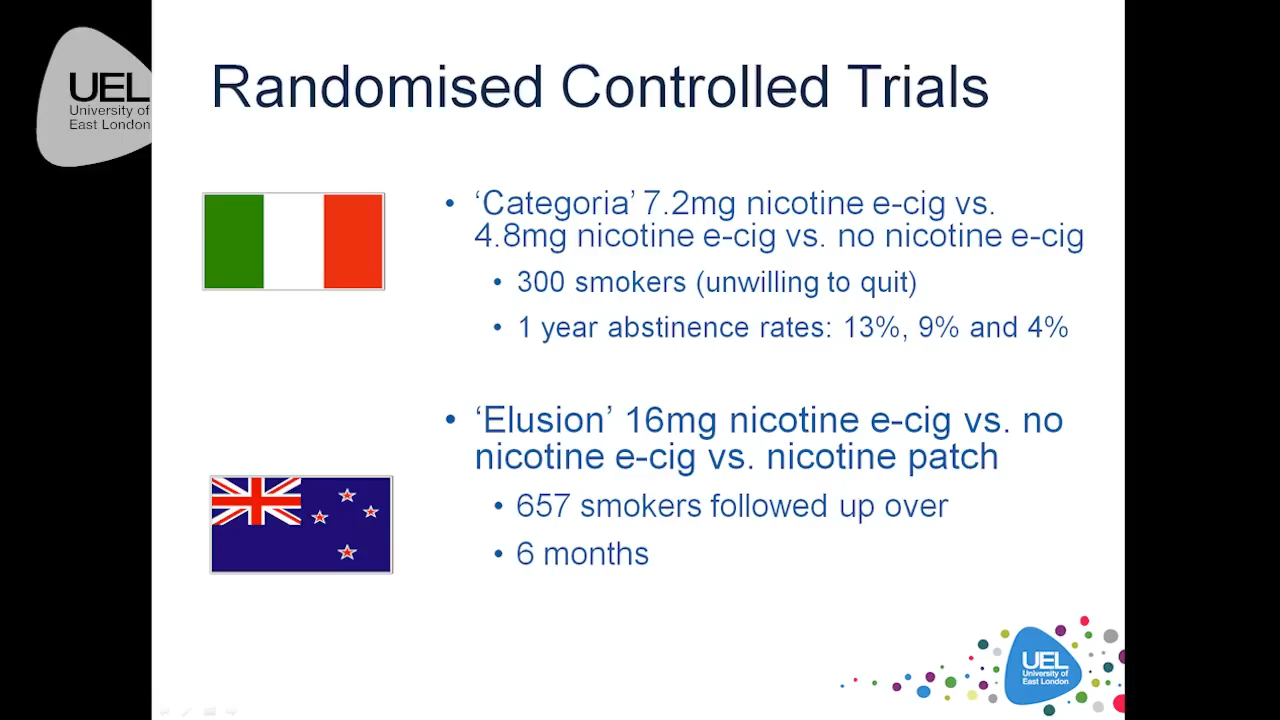 UEL
University of
East London
Randomised Controlled Trials
• ‘Categoria’ 7.2mg nicotine e-cig vs.
4.8mg nicotine e-cig vs. no nicotine e-cig
• 300 smokers (unwilling to quit)
• 1 year abstinence rates: 13%, 9% and 4%
• ‘Elusion’ 16mg nicotine e-cig vs. no
nicotine e-cig vs. nicotine patch
• 657 smokers followed up over
• 6 months
UEL
University of
East London